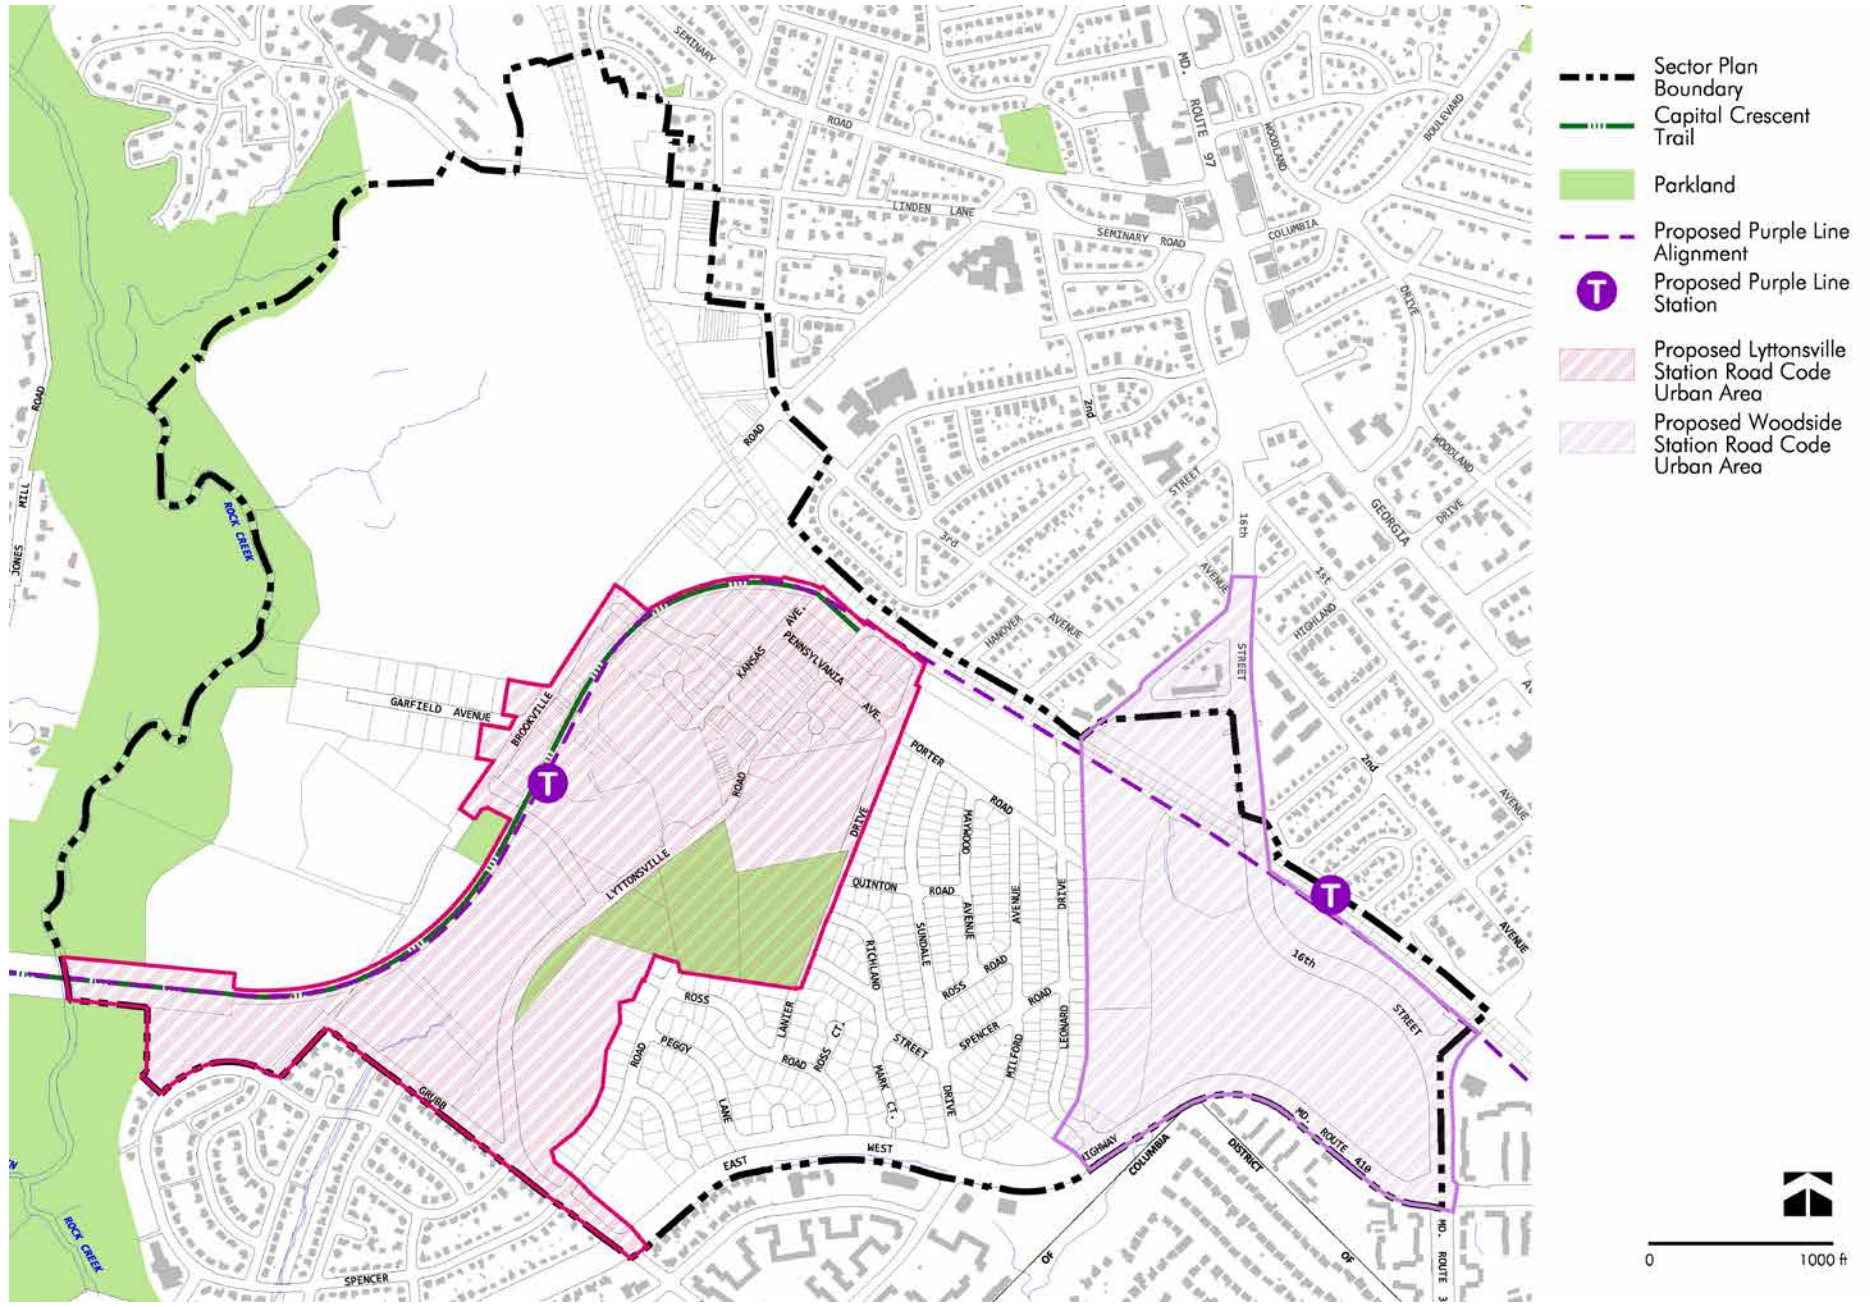 SEMINARY
ROAD
MD.
ROUTE 97
WOODLAND
BOULEVARD
LINDEN LANE
SEMINARY ROAD
COLUMBIA
DRIVE
ROAD
MILL
JONES
ROCK CREEK
ROAD
2nd
STREET
3rd
AVENUE
16th
STREET
GEORGIA
WOODLAND
DRIVE
1st
HIGHLAND
2nd
AVENUE
AVENUE
HANOVER
AVENUE
GARFIELD AVENUE
BROOKVILLE
KANSAS
AVE.
PENNSYLVANIA
AVE.
ROAD
LYTTONSVILLE
DRIVE
PORTER
ROAD
MAYWOOD
AVENUE
QUINTON
ROAD
SUNDALE
DRIVE
AVENUE
MILFORD
DRIVE
LEONARD
RICHLAND
STREET
ROSS
ROAD
SPENCER
ROAD
ROSS
ROAD
LANIER
ROAD
PEGGY
LANE
ROSS CT.
MARK CT.
GRUBB
EAST
WEST
HIGHWAY
16th
STREET
MD. ROUTE 410
DISTRICT
OF
COLUMBIA
OF
MD. ROUTE
SPENCER
ROCK CREEK
T
T
Sector Plan
Boundary
Capital Crescent
Trail
Parkland
Proposed Purple Line
Alignment
T
Proposed Purple Line
Station
Proposed Lyttonsville
Station Road Code
Urban Area
Proposed Woodside
Station Road Code
Urban Area
0 1000 ft